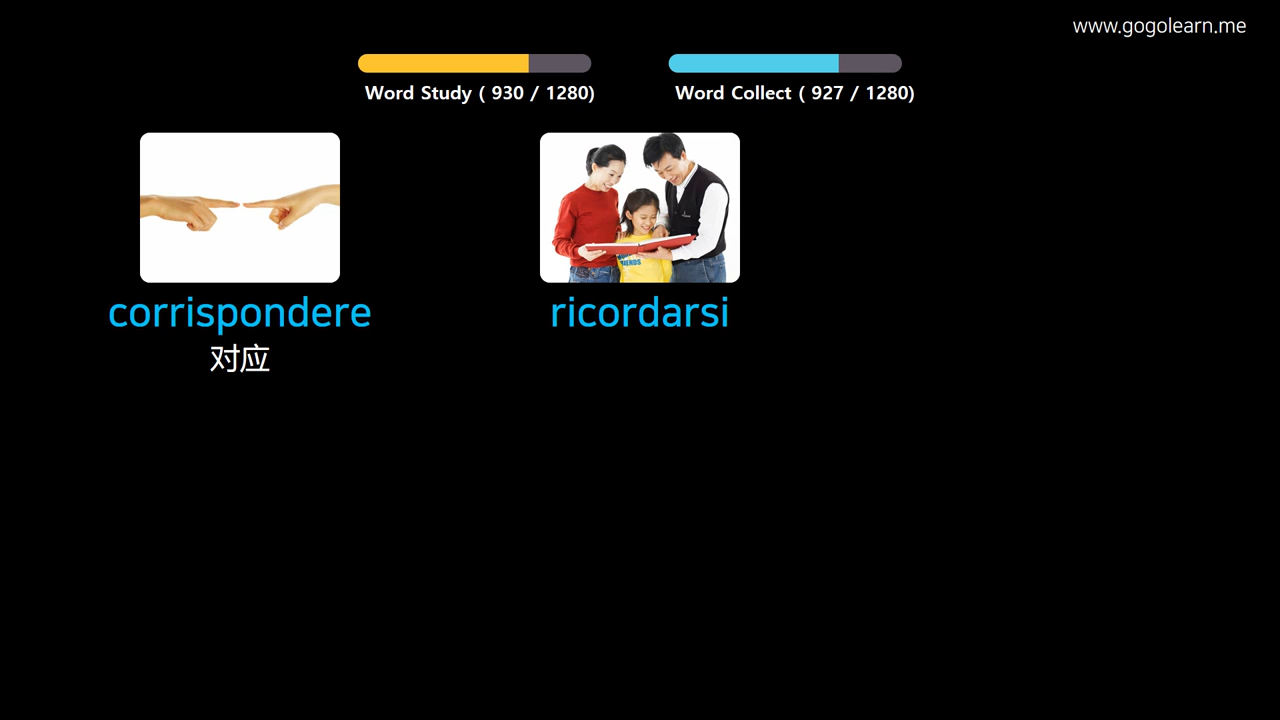 www.gogolearn.me
Word Study ( 930 / 1280)
Word Collect ( 927 / 1280)
corrispondere
对应
ricordarsi